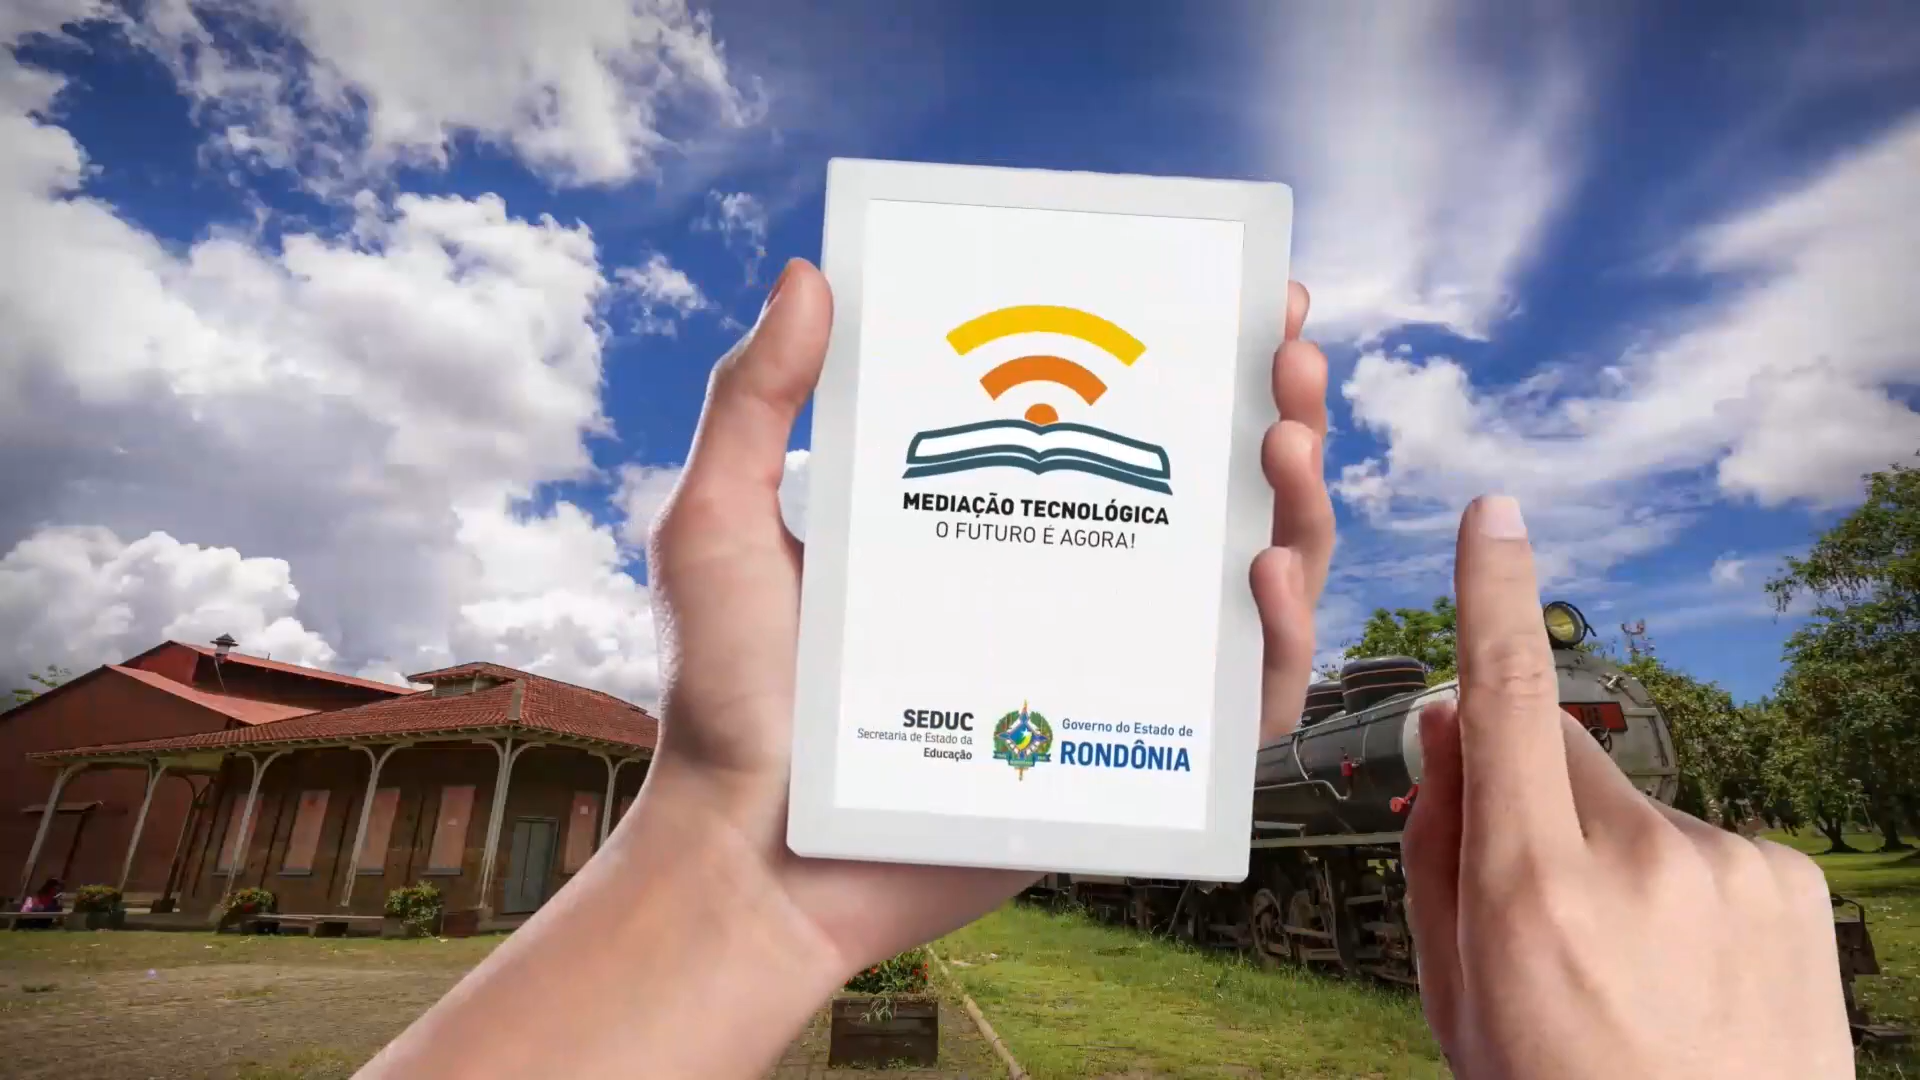 MEDIAÇÃO TECNOLÓGICA
O FUTURO É AGORA!
SEDUC
Secretaria de Estado da
Educação
Governo do Estado de
RONDÔNIA